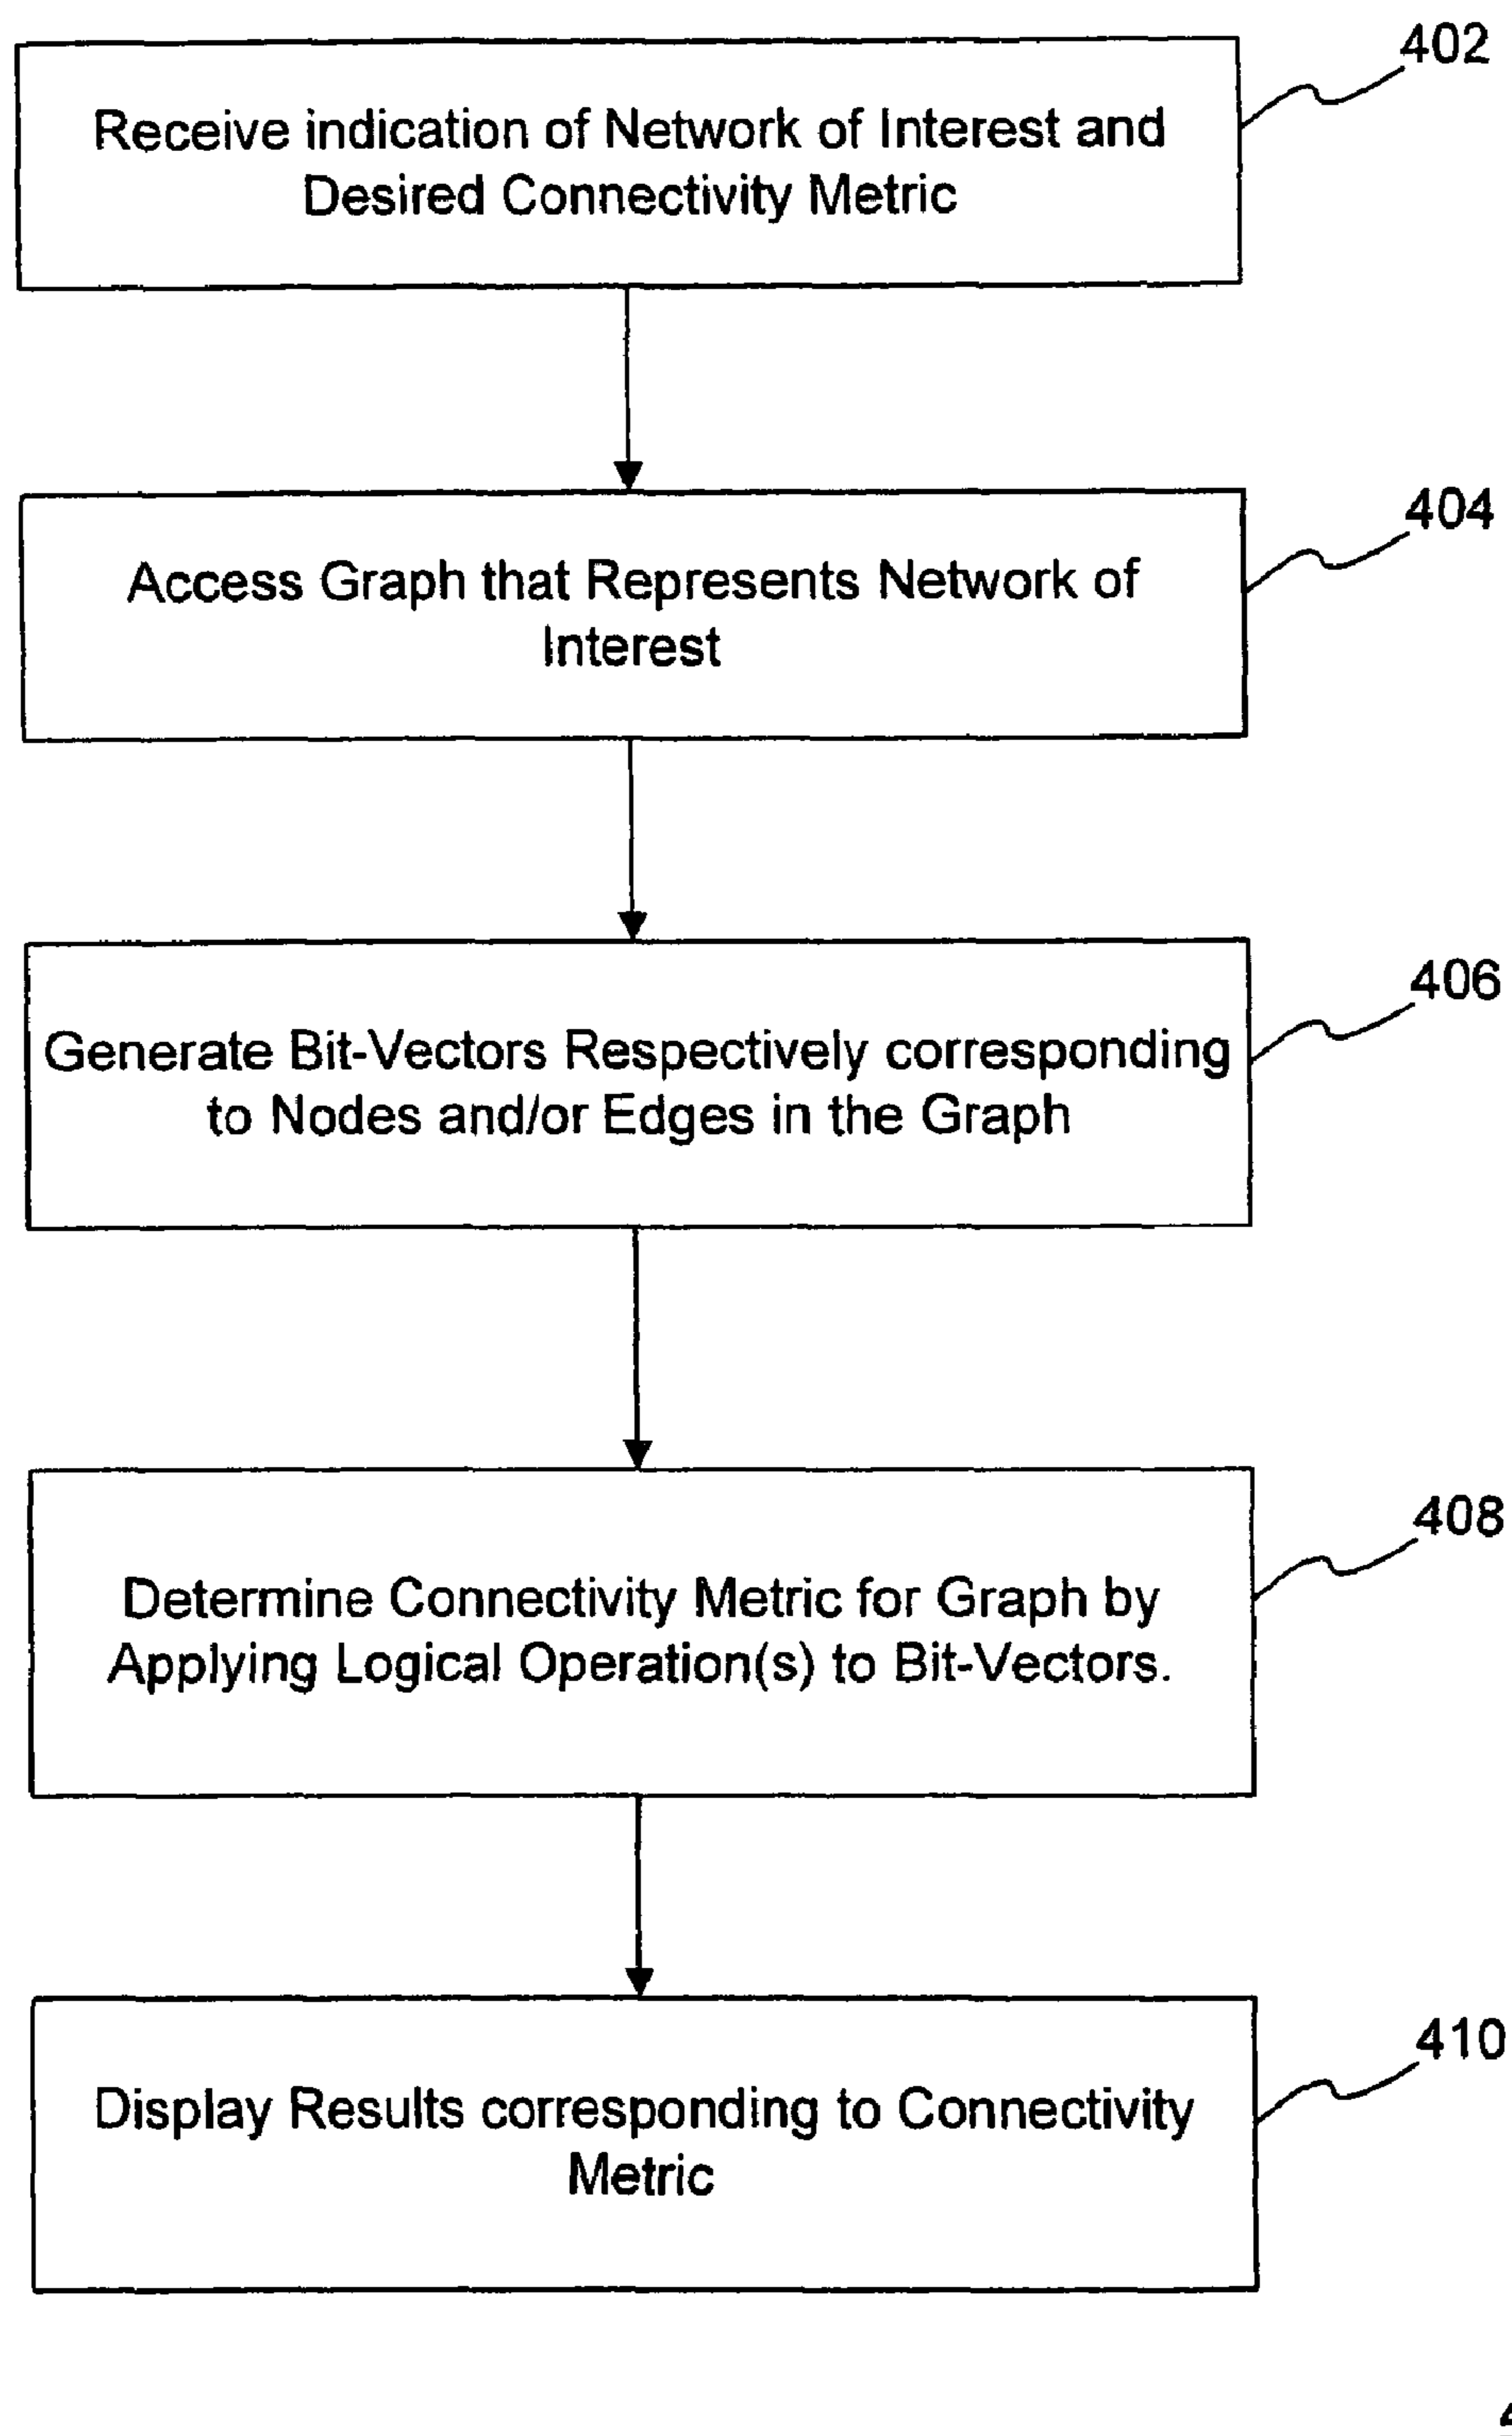 402
Receive indication of Network of Interest and
Desired Connectivity Metric
404
Access Graph that Represents Network of
Interest
406
Generate Bit-Vectors Respectively corresponding
to Nodes and/or Edges in the Graph
408
Determine Connectivity Metric for Graph by
Applying Logical Operation(s) to Bit-Vectors.
410
Display Results corresponding to Connectivity
Metric